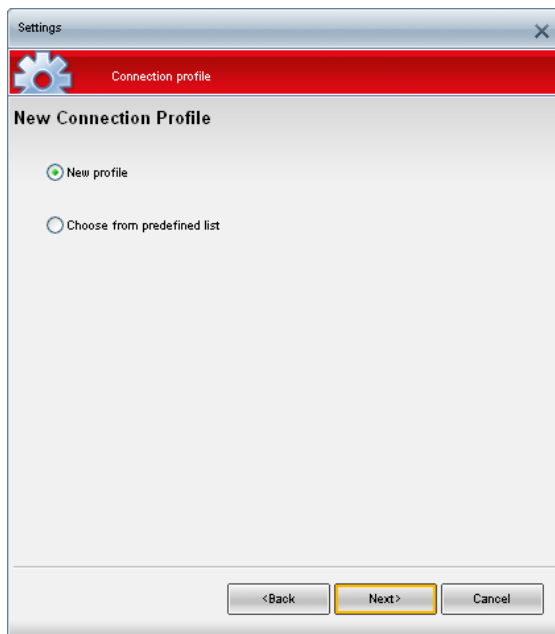 Settings
Connection profile
New Connection Profile
New profile
Choose from predefined list
<Back
Next>
Cancel